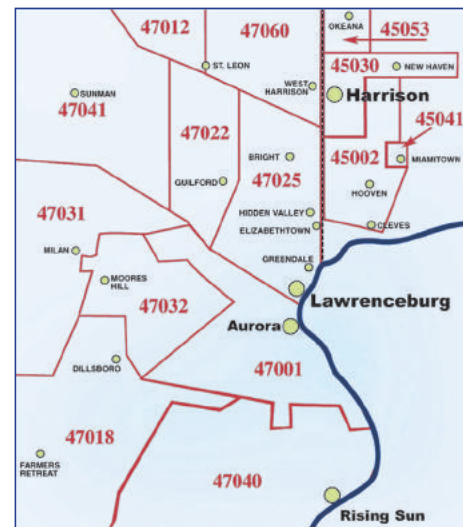 OKEANA
47012
47060
45053
ST. LEON
45030
NEW HAVEN
WEST
HARRISON
Harrison
SUNMAN
47041
45041
47022
45002
BRIGHT
MIAMITOWN
GUILFORD
47025
HOOVEN
47031
HIDDEN VALLEY
ELIZABETHTOWN
CLEVES
MILAN
GREENDALE
MOORES
HILL
47032
Lawrenceburg
Aurora
DILLSBORO
47001
47018
FARMERS
RETREAT
47040
Rising Sun